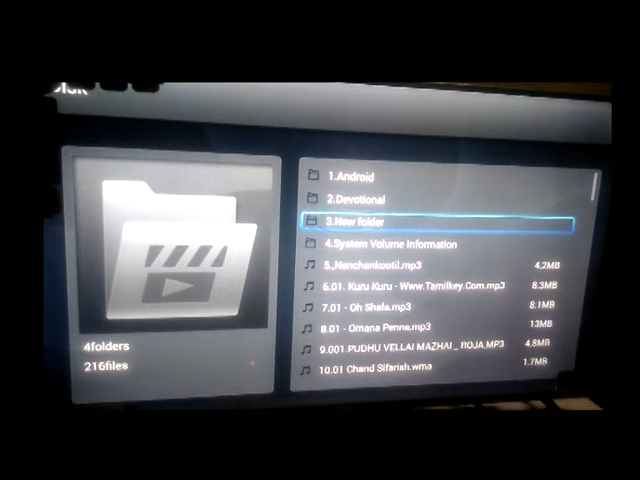 Disk
1.Android
2.Devotional
3.New folder
4.System Volume Information
5.,Nenchankootil.mp3 4.2MB
6.01. Kuru Kuru - Www.Tamilkey.Com.mp3 8.3MB
7.01 - Oh Shala.mp3 8.1MB
8.01 - Omana Penne.mp3 13MB
9.001.PUDHU VELLAI MAZHAI _ ROJA.MP3 4.8MB
10.01 Chand Sifarish.wma 1.7MB
4folders
216files